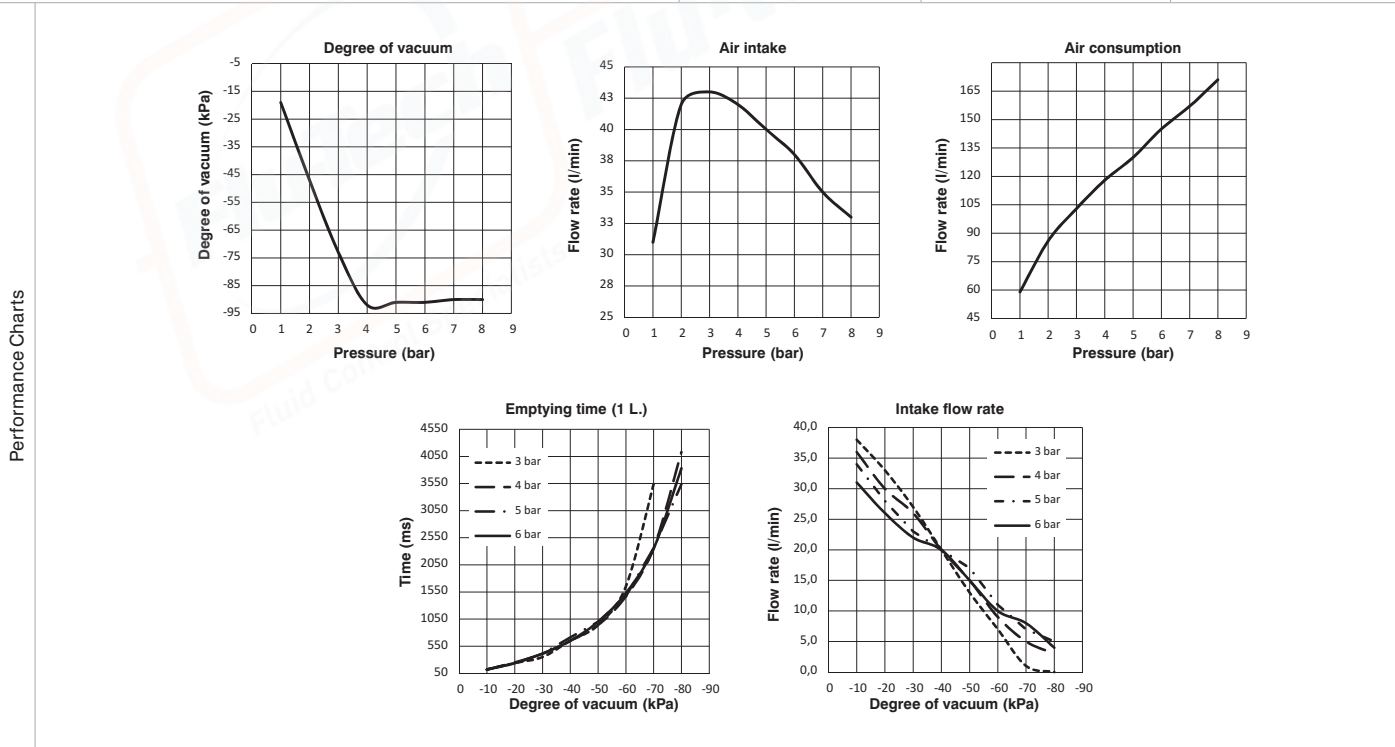 Performance Charts
Degree of vacuum
Degree of vacuum (kPa)
-5
-15
-25
-35
-45
-55
-65
-75
-85
-95
0 1 2 3 4 5 6 7 8 9
Pressure (bar)
Air intake
Flow rate (l/min)
45
43
40
38
35
33
30
28
25
0 1 2 3 4 5 6 7 8 9
Pressure (bar)
Air consumption
Flow rate (l/min)
165
150
135
120
105
90
75
60
45
0 1 2 3 4 5 6 7 8 9
Pressure (bar)
Emptying time (1 L.)
Time (ms)
4550
4050
3550
3050
2550
2050
1550
1050
550
50
3 bar
4 bar
5 bar
6 bar
0 -10 -20 -30 -40 -50 -60 -70 -80 -90
Degree of vacuum (kPa)
Intake flow rate
Flow rate (l/min)
40,0
35,0
30,0
25,0
20,0
15,0
10,0
5,0
0,0
3 bar
4 bar
5 bar
6 bar
0 -10 -20 -30 -40 -50 -60 -70 -80 -90
Degree of vacuum (kPa)